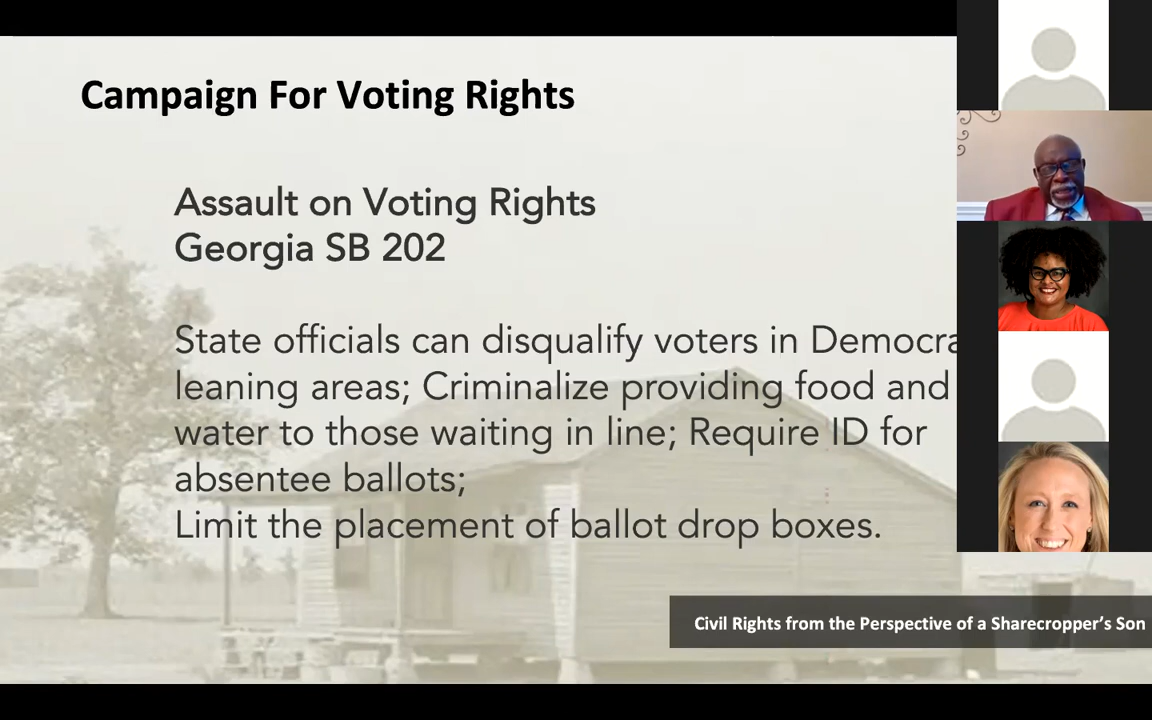 Campaign For Voting Rights
Assault on Voting Rights
Georgia SB 202
State officials can disqualify voters in Democra
leaning areas; Criminalize providing food and
water to those waiting in line; Require ID for
absentee ballots;
Limit the placement of ballot drop boxes.
Civil Rights from the Perspective of a Sharecropper’s Son